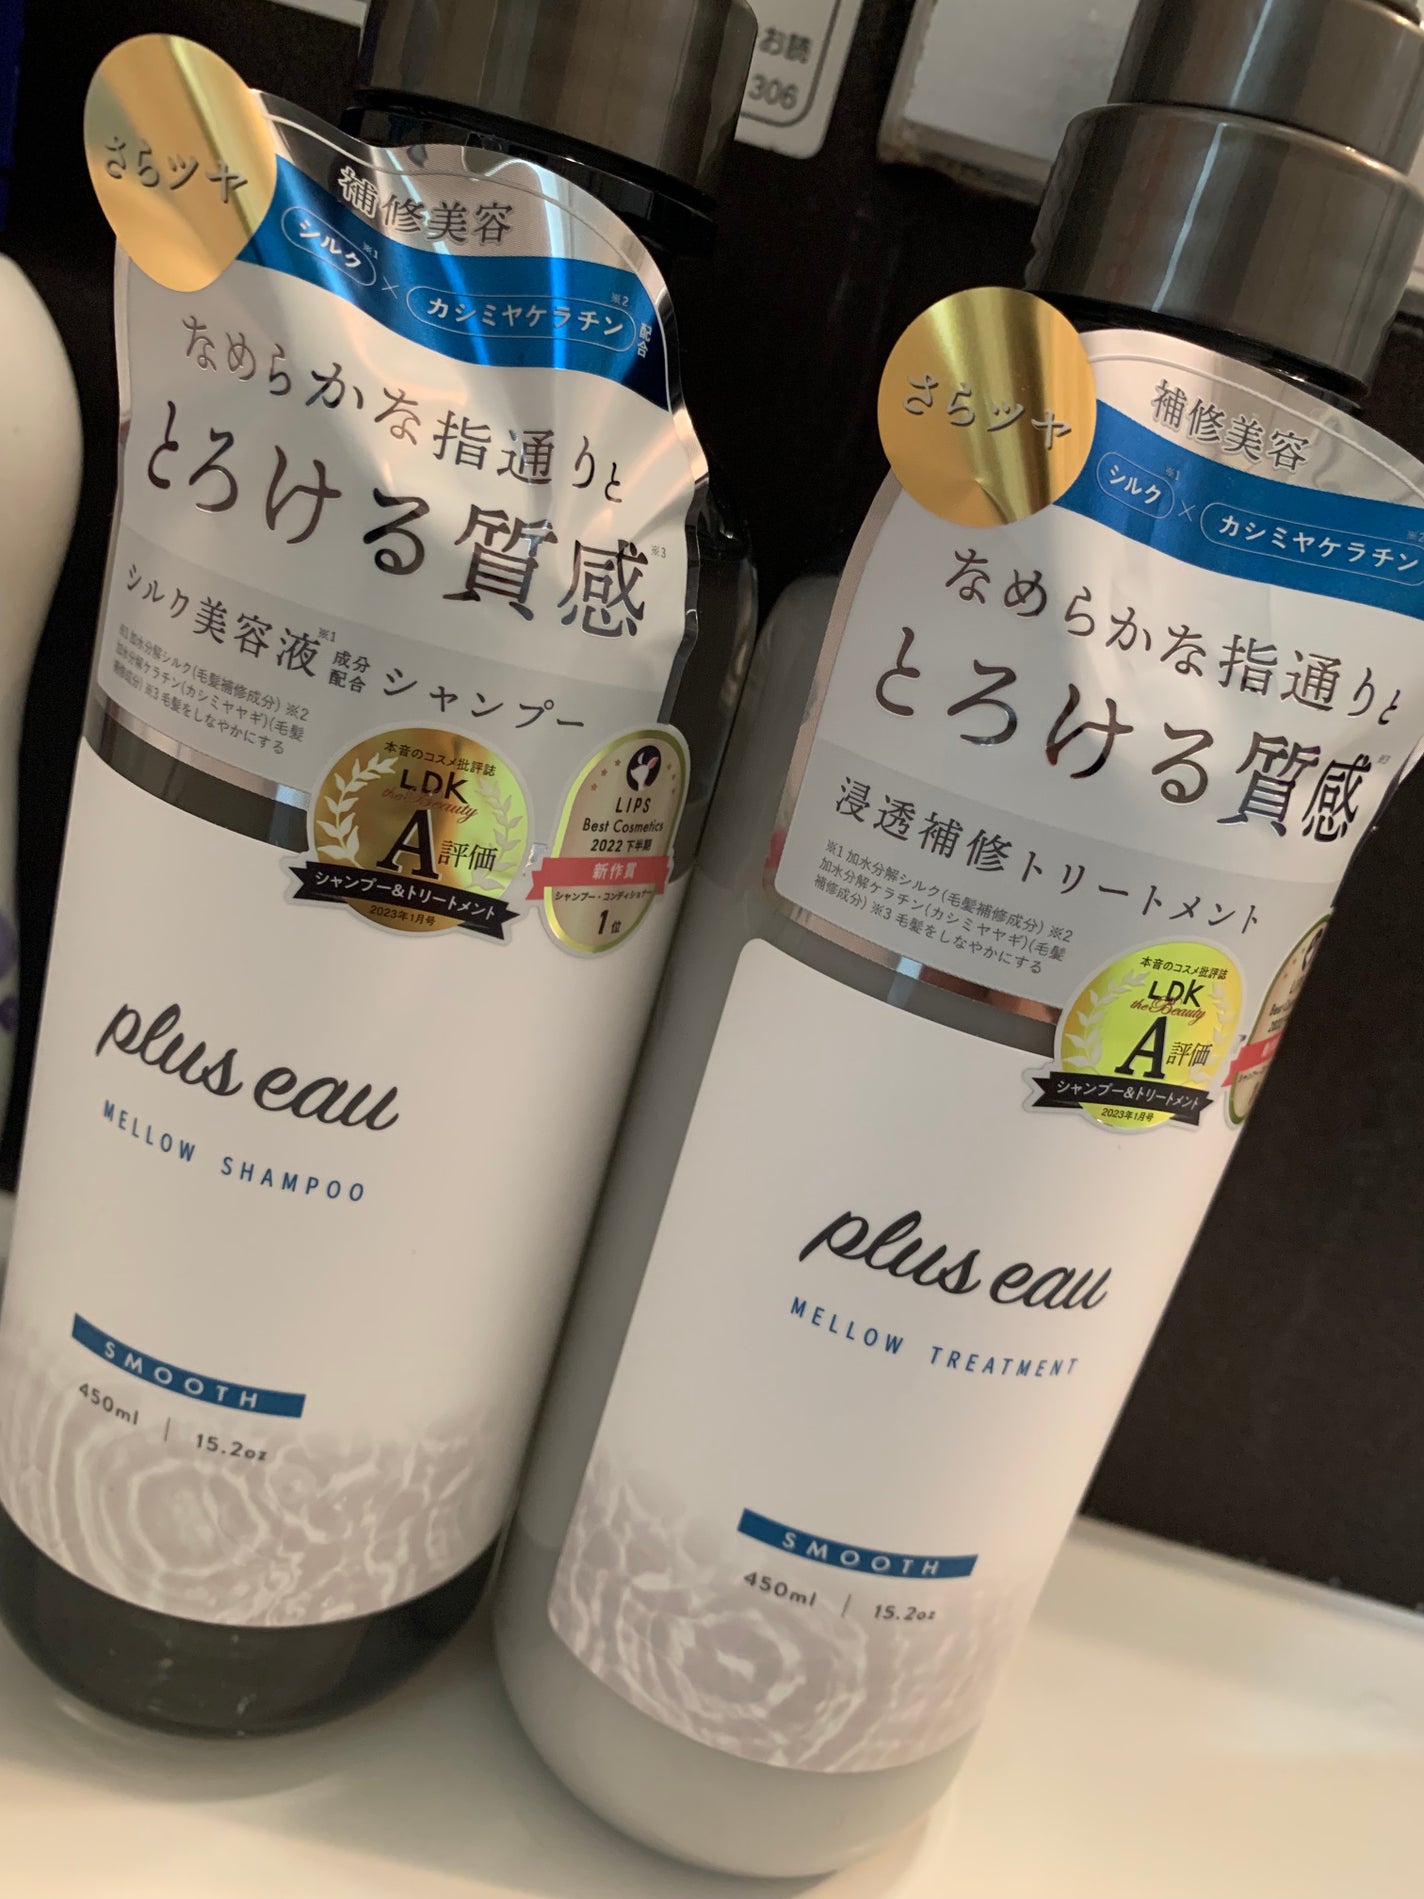 お読
306
さらツヤ
補修美容
シルク※1 × カシミヤケラチン※2 配合
なめらかな指通りと
とろける質感※3
シルク美容液※1成分配合シャンプー
※1 加水分解シルク(毛髪補修成分) ※2
加水分解ケラチン(カシミヤヤギ)(毛髪
補修成分) ※3 毛髪をしなやかにする
本音のコスメ批評誌
LDK
the Beauty
A評価
シャンプー&トリートメント
2023年1月号
LIPS
Best Cosmetics
2022 下半期
新作賞
シャンプー・コンディショナー
1位
plus eau
MELLOW SHAMPOO
SMOOTH
450ml | 15.2oz
さらツヤ
補修美容
シルク※1 × カシミヤケラチン※2
なめらかな指通りと
とろける質感※3
浸透補修トリートメント
※1 加水分解シルク(毛髪補修成分) ※2
加水分解ケラチン(カシミヤヤギ)(毛髪
補修成分) ※3 毛髪をしなやかにする
本音のコスメ批評誌
LDK
the Beauty
A評価
シャンプー&トリートメント
2023年1月号
plus eau
MELLOW TREATMENT
SMOOTH
450ml | 15.2oz